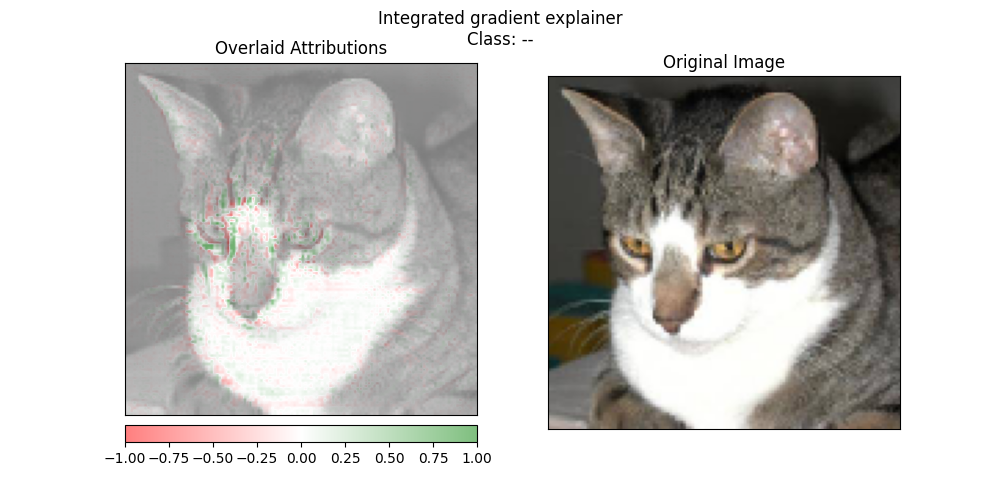 Integrated gradient explainer
Class: --
Overlaid Attributions
Original Image
−1.00 −0.75 −0.50 −0.25 0.00 0.25 0.50 0.75 1.00